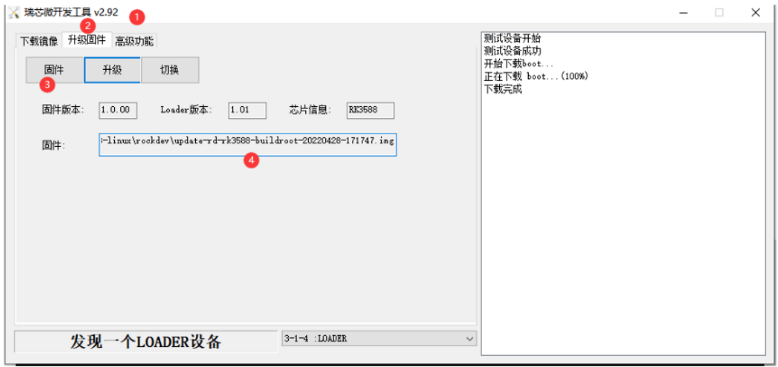 瑞芯微开发工具 v2.92
1
2
下载镜像 升级固件 高级功能
固件 升级 切换
3
固件版本: 1.0.00 Loader版本: 1.01 芯片信息: RK3588
固件: -linux\rockdev\update-rd-rk3588-buildroot-20220428-171747.img
4
发现一个LOADER设备 3-1-4 :LOADER
测试设备开始
测试设备成功
开始下载boot...
正在下载 boot...(100%)
下载完成